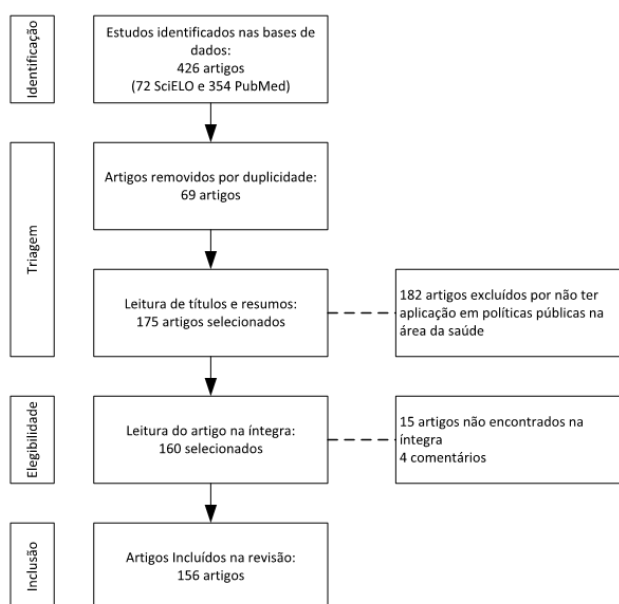 Identificação
Estudos identificados nas bases de
dados:
426 artigos
(72 SciELO e 354 PubMed)
Triagem
Artigos removidos por duplicidade:
69 artigos
Leitura de títulos e resumos:
175 artigos selecionados
182 artigos excluídos por não ter
aplicação em políticas públicas na
área da saúde
Elegibilidade
Leitura do artigo na íntegra:
160 selecionados
15 artigos não encontrados na
íntegra
4 comentários
Inclusão
Artigos Incluídos na revisão:
156 artigos